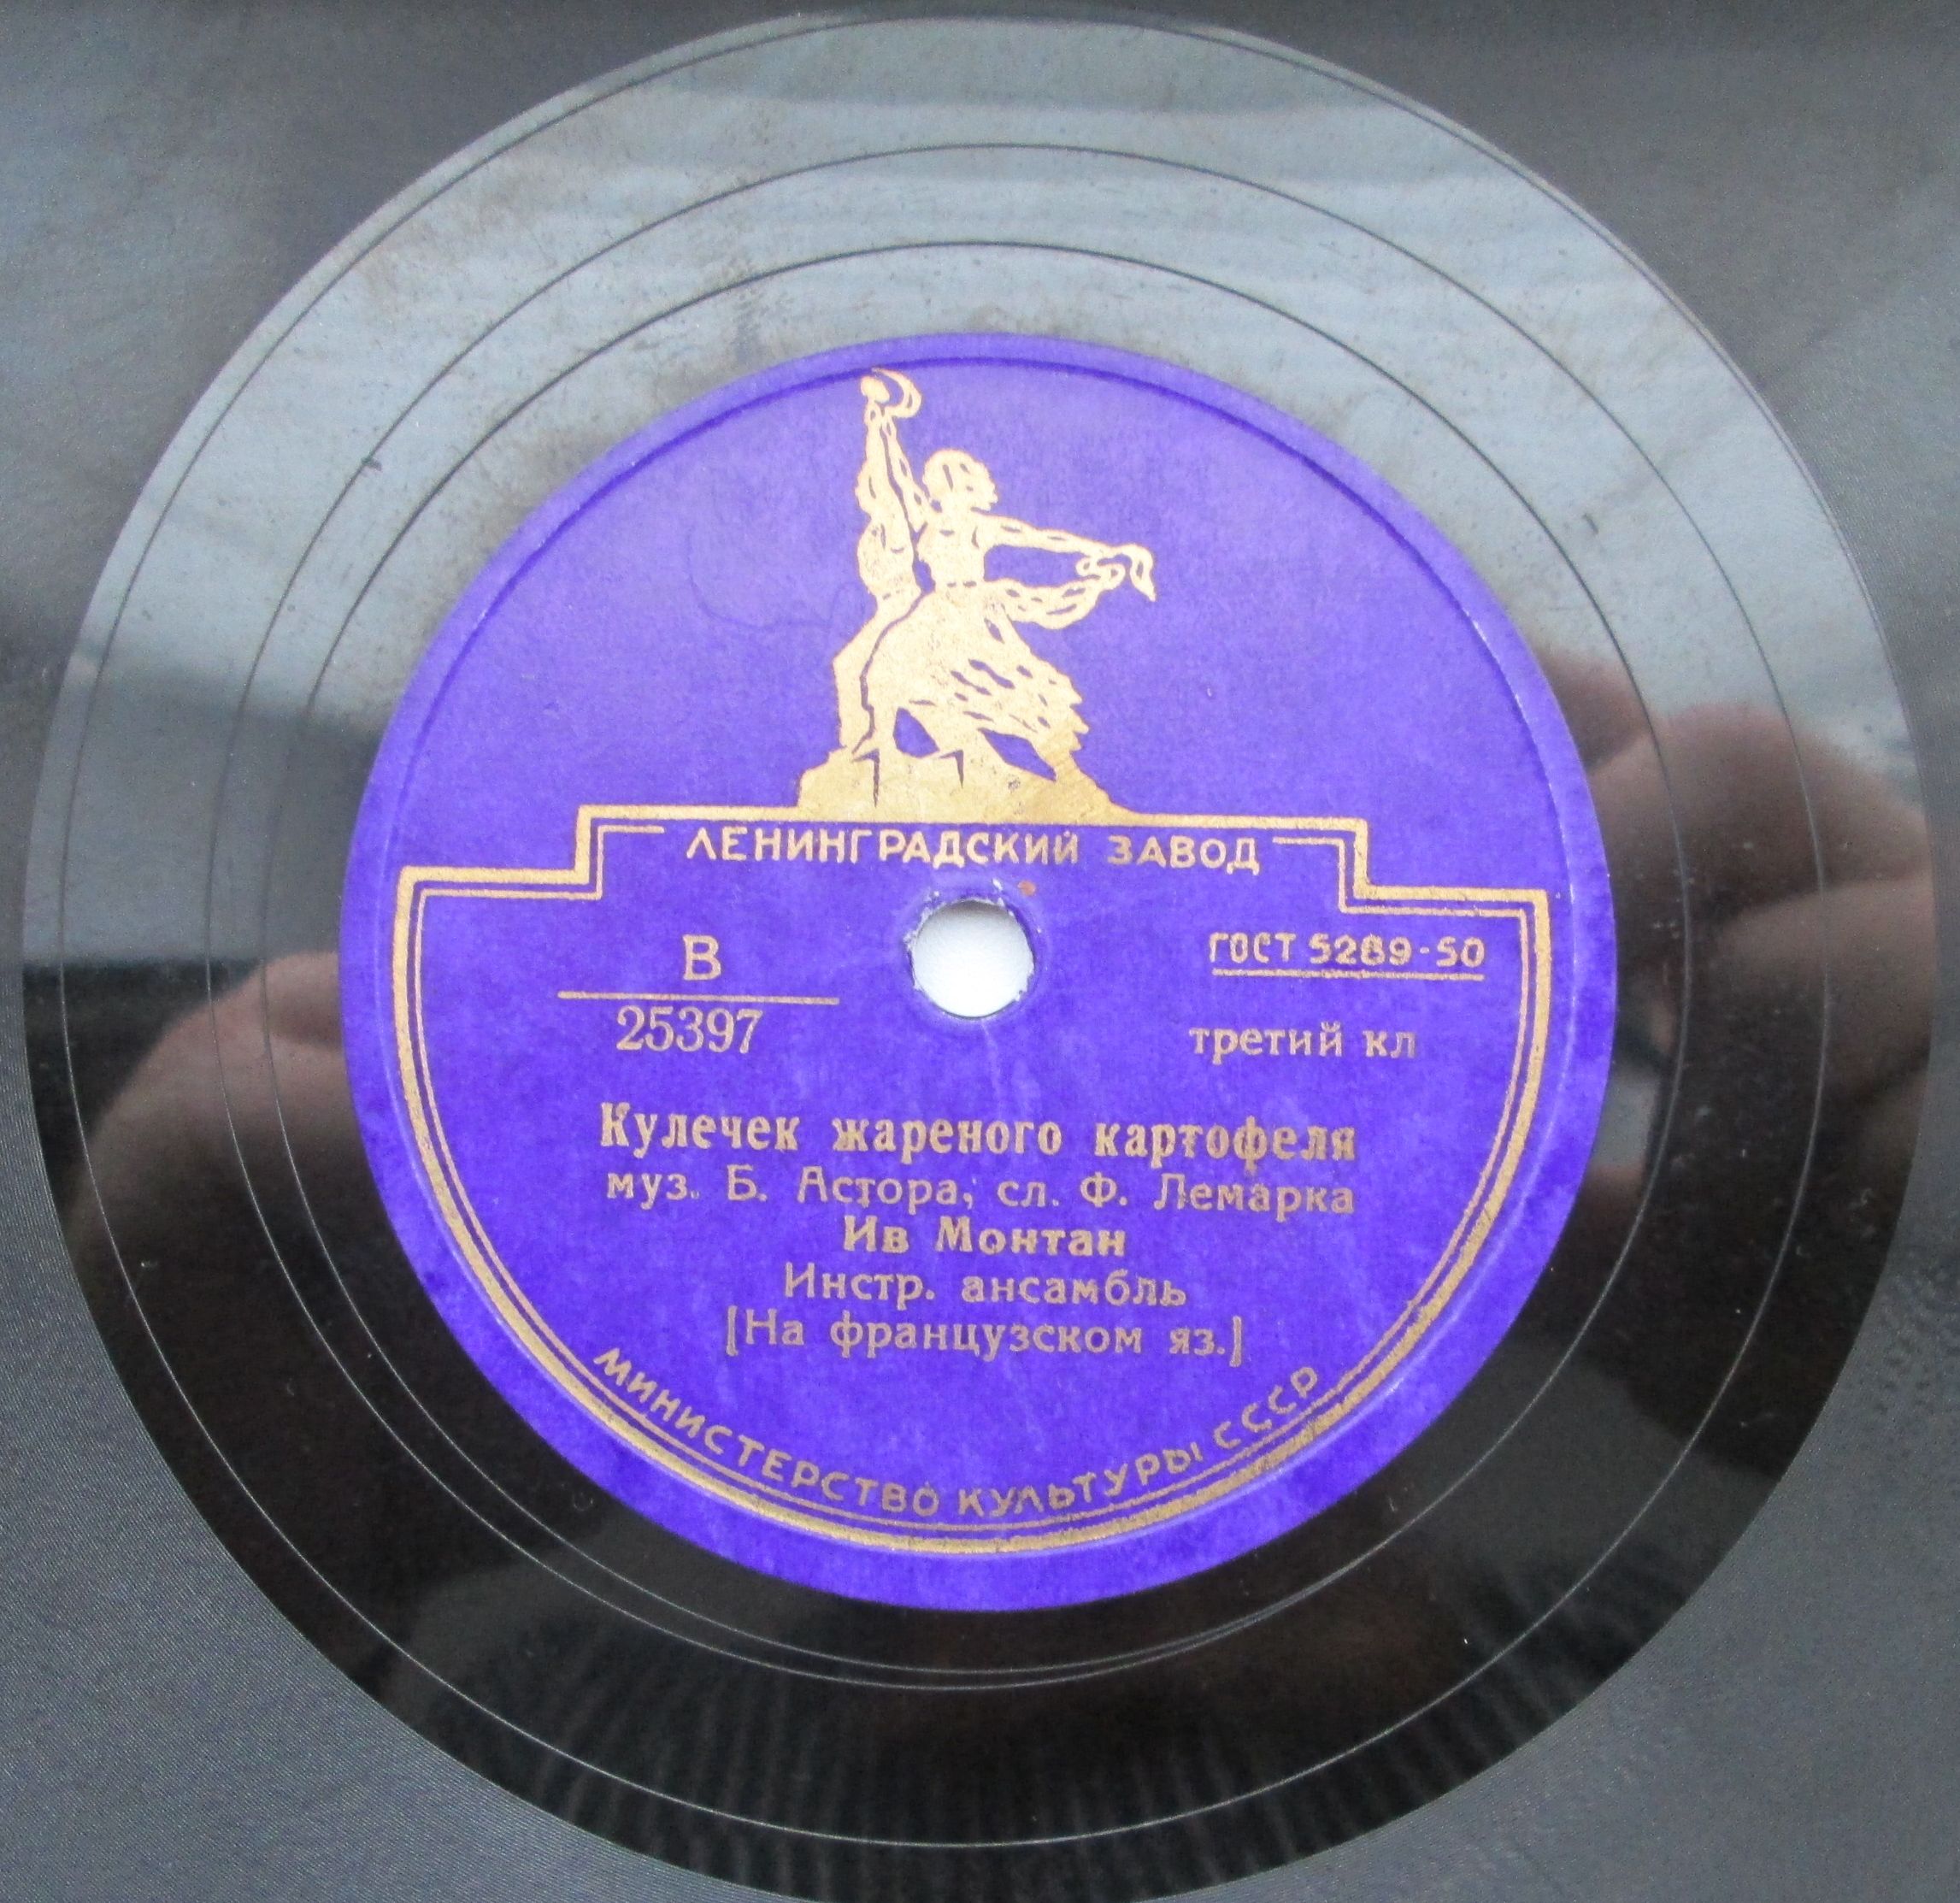 ЛЕНИНГРАДСКИЙ ЗАВОД
В
25397
ГОСТ 5289-50
третий кл
Кулечек жареного картофеля
муз. Б. Астора, сл. Ф. Лемарка
Ив Монтан
Инстр. ансамбль
[На французском яз.]
МИНИСТЕРСТВО КУЛЬТУРЫ СССР